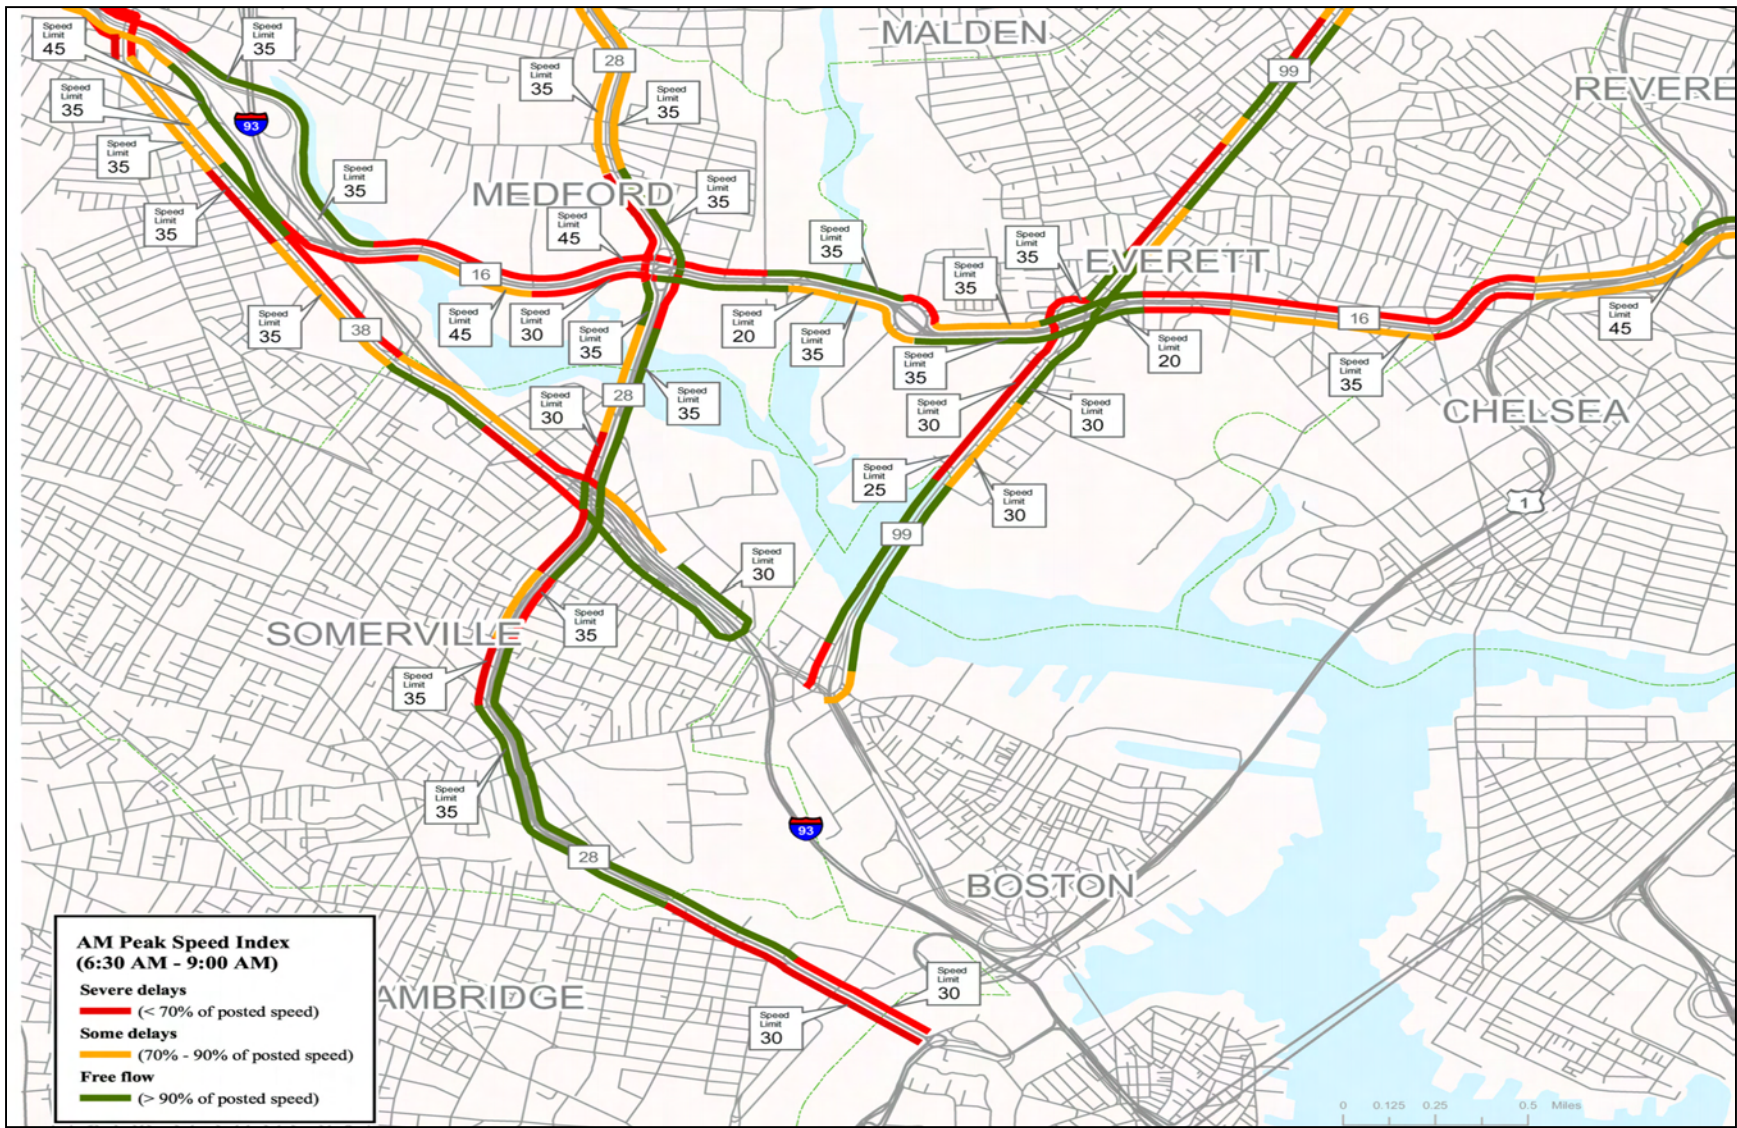 MALDEN
REVERE
MEDFORD
EVERETT
CHELSEA
SOMERVILLE
BOSTON
AMBRIDGE
Speed
Limit
45
Speed
Limit
35
Speed
Limit
35
Speed
Limit
35
Speed
Limit
35
Speed
Limit
35
Speed
Limit
35
Speed
Limit
35
Speed
Limit
35
Speed
Limit
45
Speed
Limit
35
Speed
Limit
35
Speed
Limit
35
Speed
Limit
35
Speed
Limit
45
Speed
Limit
30
Speed
Limit
35
Speed
Limit
20
Speed
Limit
35
Speed
Limit
35
Speed
Limit
20
Speed
Limit
35
Speed
Limit
45
Speed
Limit
30
Speed
Limit
35
Speed
Limit
30
Speed
Limit
30
Speed
Limit
25
Speed
Limit
30
Speed
Limit
30
Speed
Limit
35
Speed
Limit
35
Speed
Limit
35
Speed
Limit
30
Speed
Limit
30
28
99
93
16
38
28
16
1
99
93
28
AM Peak Speed Index
(6:30 AM - 9:00 AM)
Severe delays
(< 70% of posted speed)
Some delays
(70% - 90% of posted speed)
Free flow
(> 90% of posted speed)
0 0.125 0.25 0.5 Miles